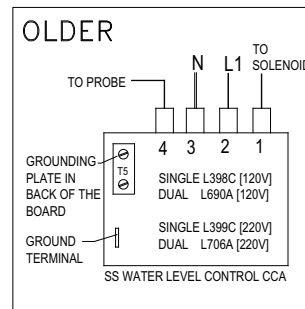 OLDER
N L1 TO
SOLENOID
TO PROBE
4 3 2 1
GROUNDING
PLATE IN
BACK OF THE
BOARD
T5
SINGLE L398C [120V]
DUAL L690A [120V]
GROUND
TERMINAL
SINGLE L399C [220V]
DUAL L706A [220V]
SS WATER LEVEL CONTROL CCA